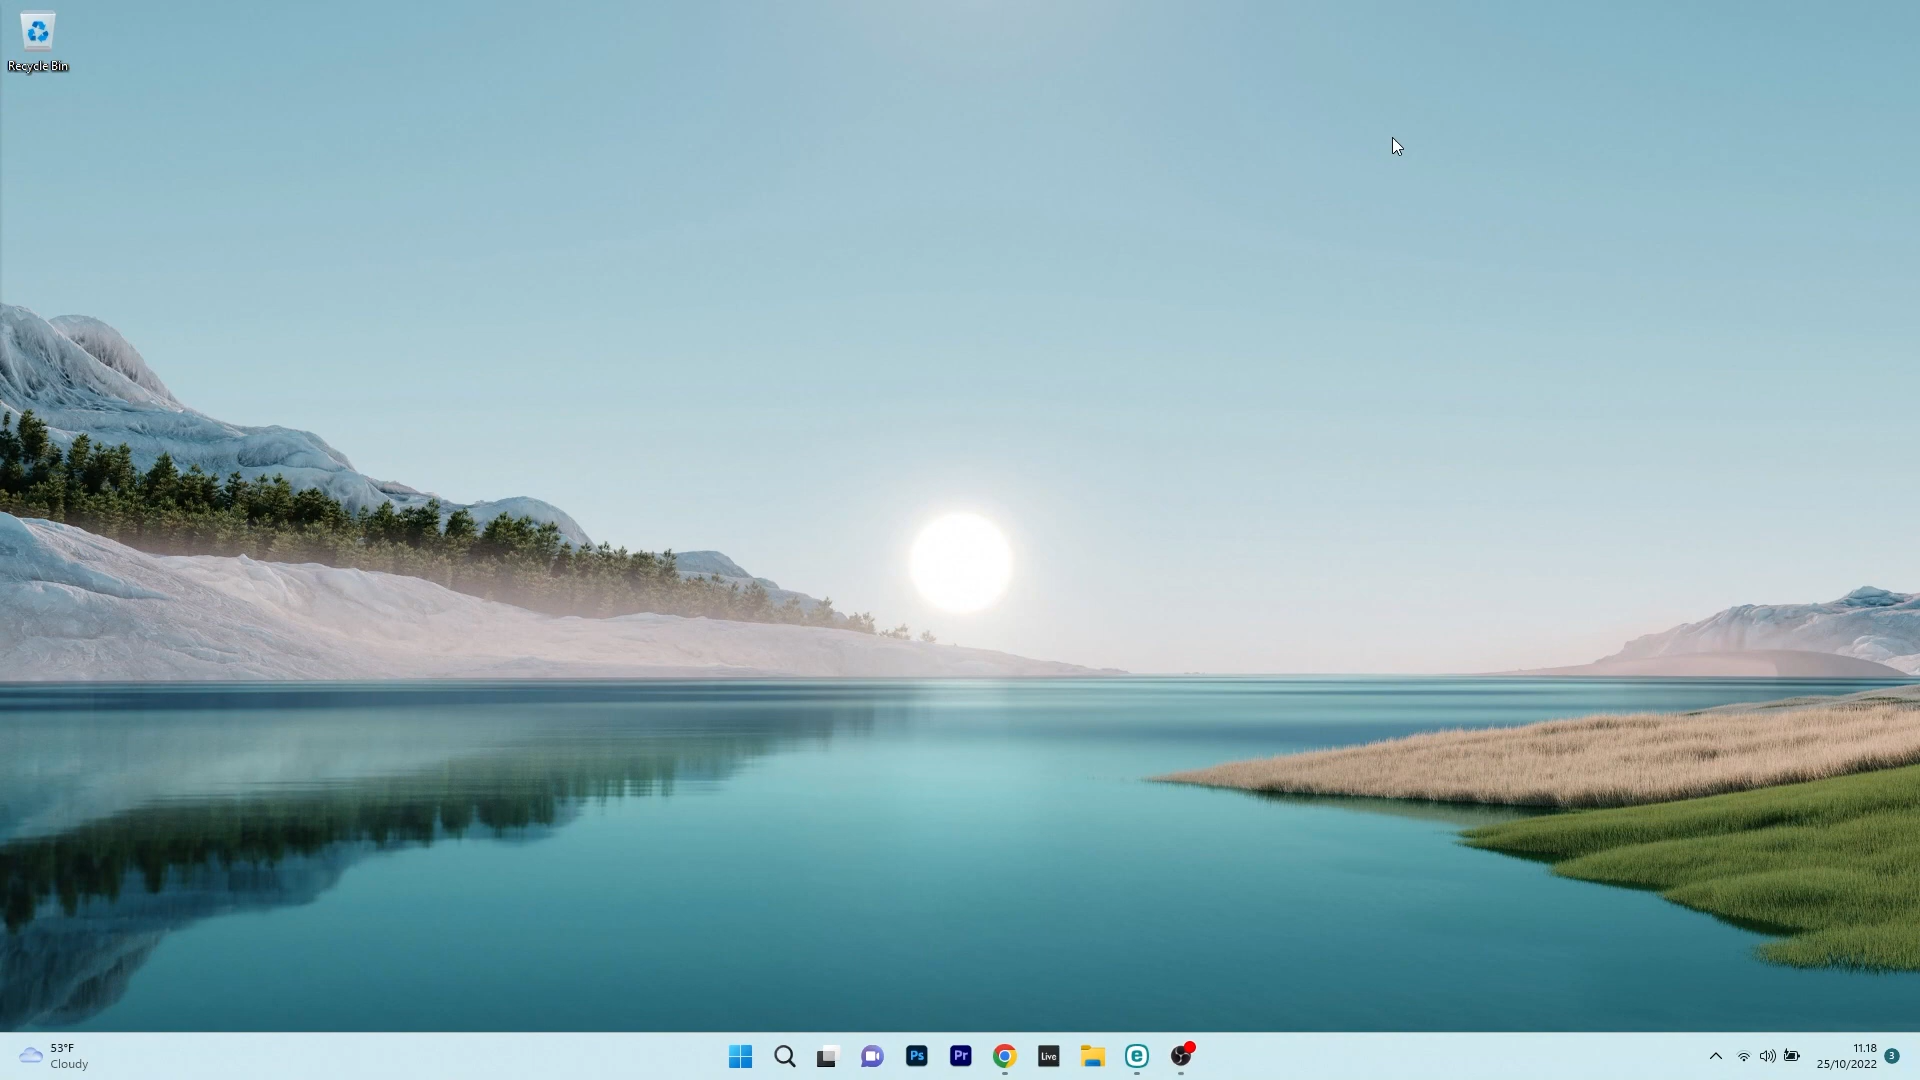 Recycle Bin
53°F
Cloudy
Ps
Pr
Live
e
11.18
25/10/2022
3